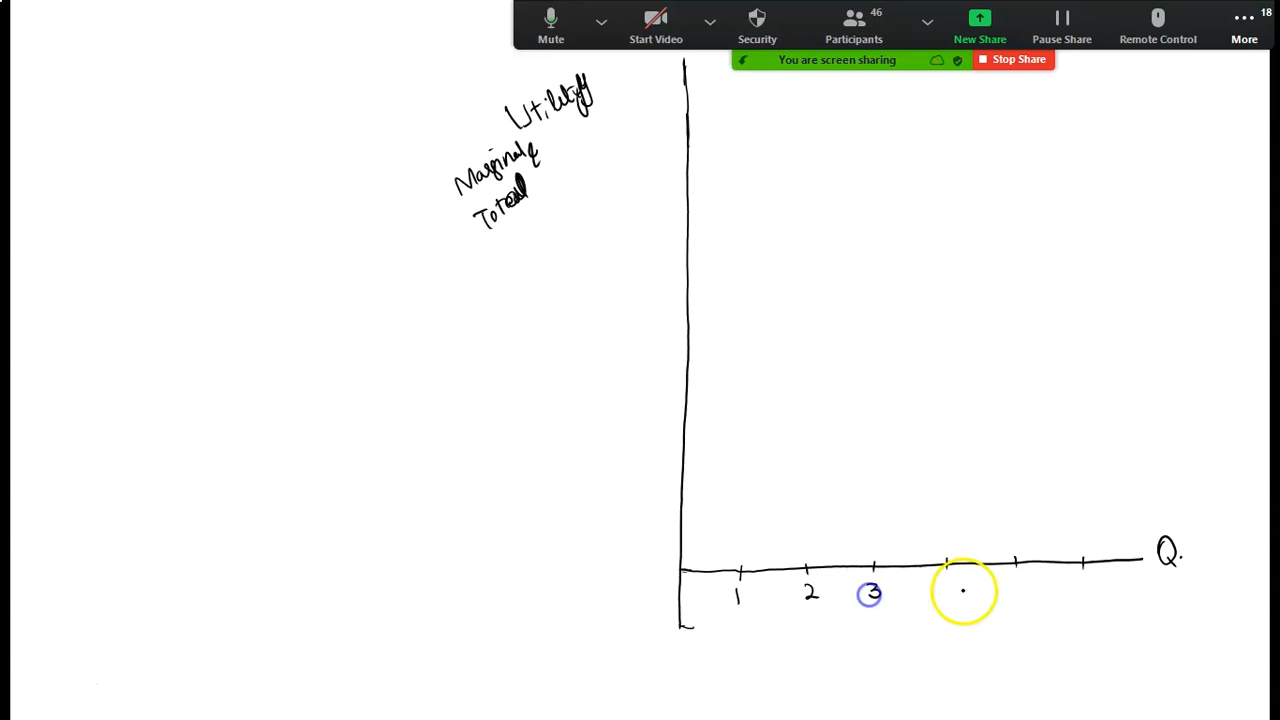 46
18
Mute
Start Video
Security
Participants
New Share
Pause Share
Remote Control
More
You are screen sharing
Stop Share
Utility
Marginal &
Total
Q.
1 2 3